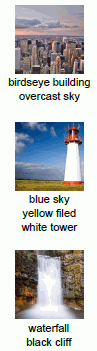 birdseye building
overcast sky
blue sky
yellow filed
white tower
waterfall
black cliff